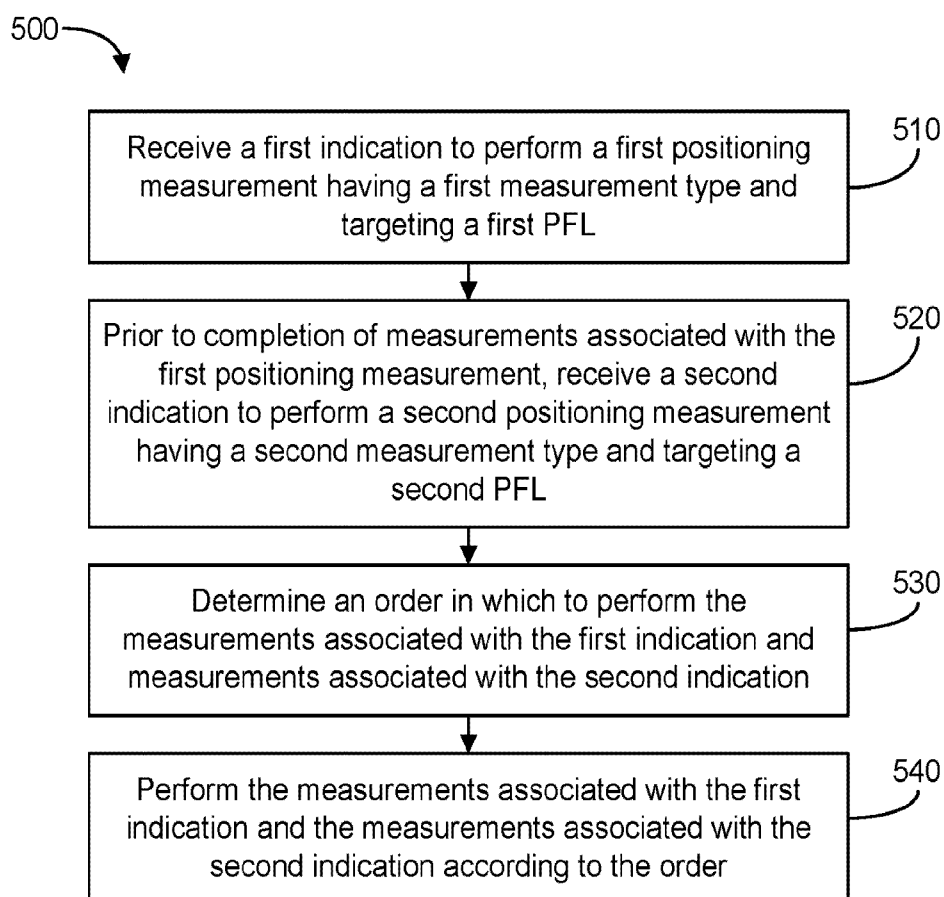 500
510
Receive a first indication to perform a first positioning
measurement having a first measurement type and
targeting a first PFL
520
Prior to completion of measurements associated with the
first positioning measurement, receive a second
indication to perform a second positioning measurement
having a second measurement type and targeting a
second PFL
530
Determine an order in which to perform the
measurements associated with the first indication and
measurements associated with the second indication
540
Perform the measurements associated with the first
indication and the measurements associated with the
second indication according to the order